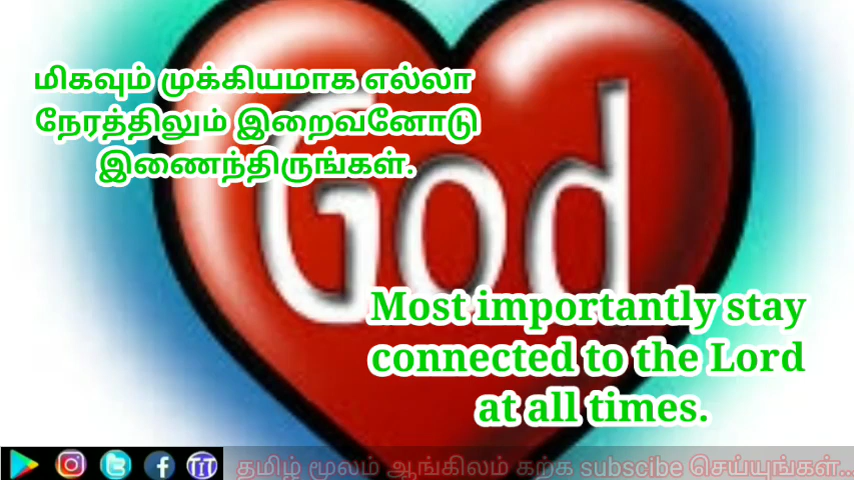 மிகவும் முக்கியமாக எல்லா
நேரத்திலும் இறைவனோடு
இணைந்திருங்கள்.
God
Most importantly stay
connected to the Lord
at all times.
TIT
தமிழ் மூலம் ஆங்கிலம் கற்க subscibe செய்யுங்கள்...